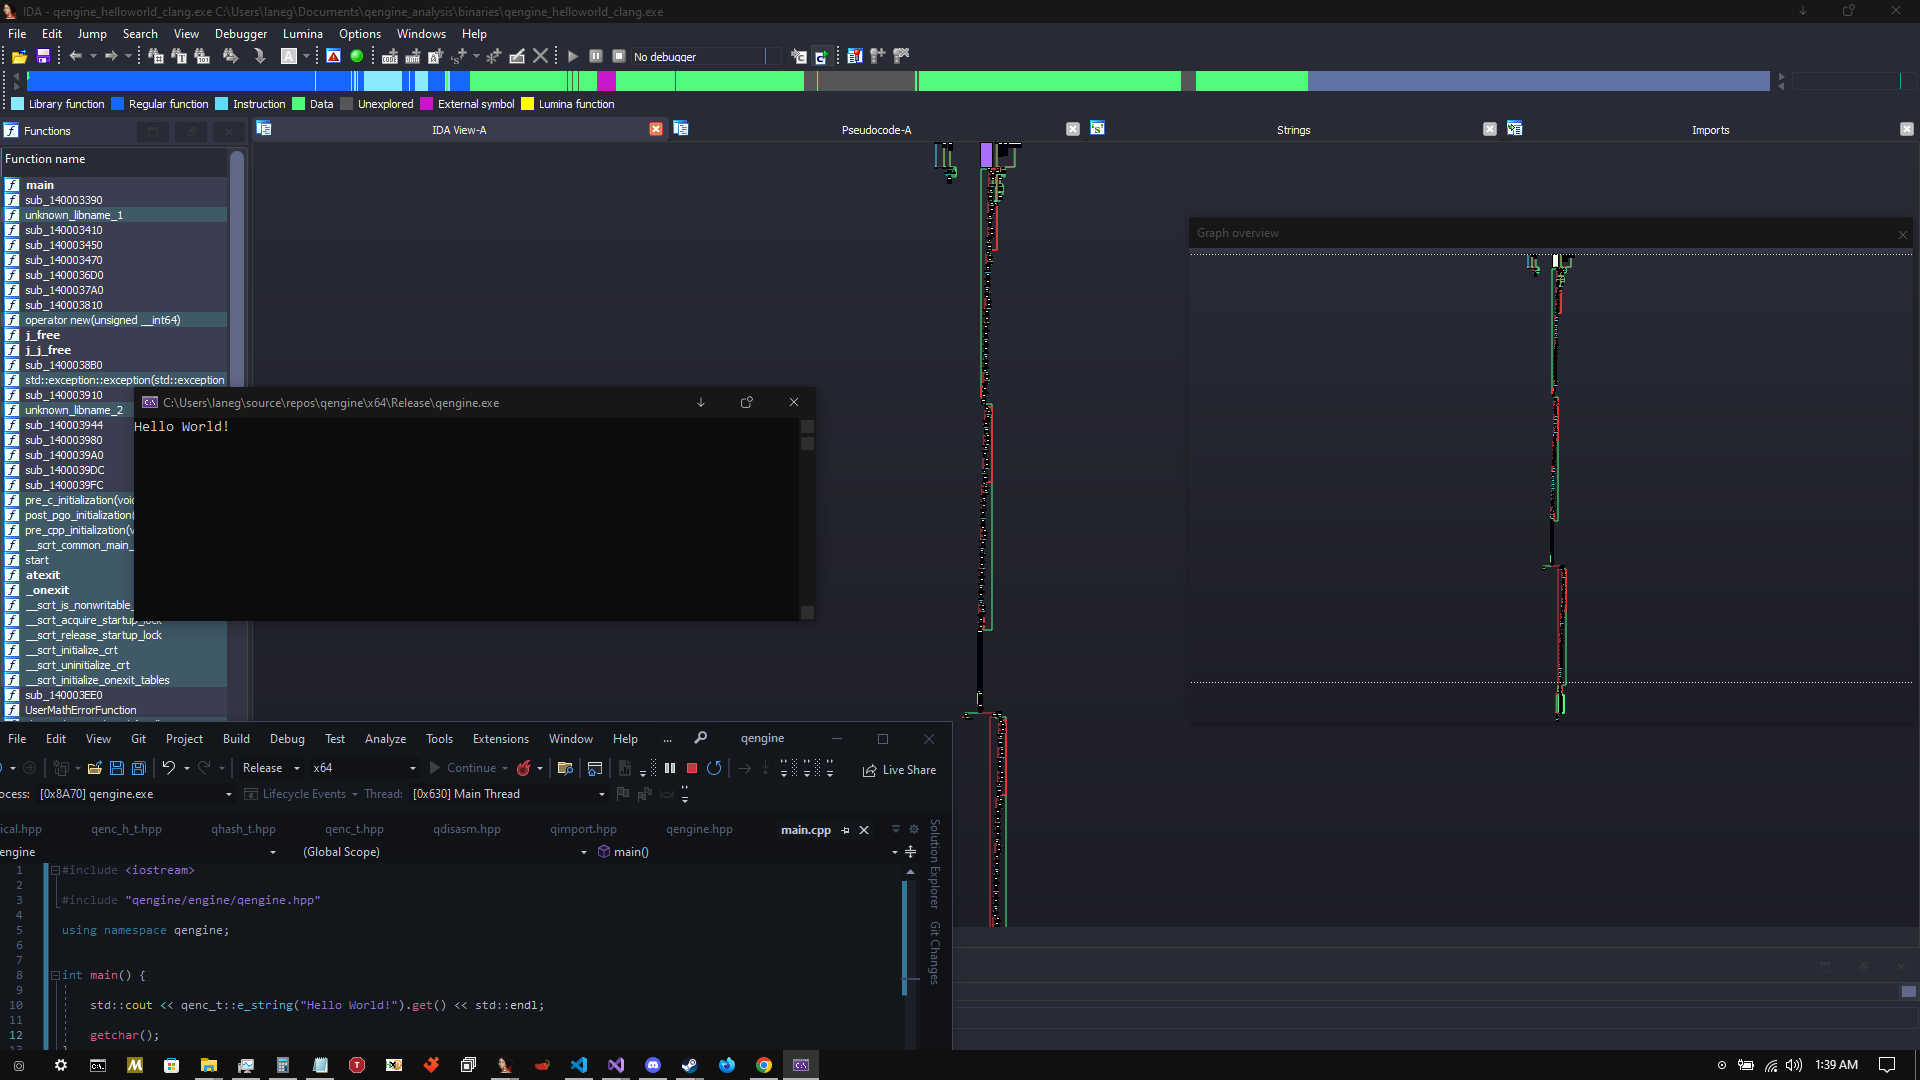 IDA - qengine_helloworld_clang.exe C:\Users\laneg\Documents\qengine_analysis\binaries\qengine_helloworld_clang.exe
File Edit Jump Search View Debugger Lumina Options Windows Help
No debugger
Library function Regular function Instruction Data Unexplored External symbol Lumina function
Functions
IDA View-A
Pseudocode-A
Strings
Imports
Function name
main
sub_140003390
unknown_libname_1
sub_140003410
sub_140003450
sub_140003470
sub_1400036D0
sub_1400037A0
sub_140003810
operator new(unsigned __int64)
j_free
j_j_free
sub_1400038B0
std::exception::exception(std::exception
sub_140003910
unknown_libname_2
sub_140003944
sub_140003980
sub_1400039A0
sub_1400039DC
sub_1400039FC
pre_c_initialization(voi
post_pgo_initialization(
pre_cpp_initialization(v
__scrt_common_main_
start
atexit
_onexit
__scrt_is_nonwritable_
__scrt_acquire_startup_lock
__scrt_release_startup_lock
__scrt_initialize_crt
__scrt_uninitialize_crt
__scrt_initialize_onexit_tables
sub_140003EE0
UserMathErrorFunction
Graph overview
C:\Users\laneg\source\repos\qengine\x64\Release\qengine.exe
Hello World!
File Edit View Git Project Build Debug Test Analyze Tools Extensions Window Help ... qengine
Release x64 Continue Live Share
ocess: [0x8A70] qengine.exe Lifecycle Events Thread: [0x630] Main Thread
ical.hpp qenc_h_t.hpp qhash_t.hpp qenc_t.hpp qdisasm.hpp qimport.hpp qengine.hpp main.cpp
engine (Global Scope) main()
Solution Explorer
Git Changes
1 #include <iostream>
2
3 #include "qengine/engine/qengine.hpp"
4
5 using namespace qengine;
6
7
8 int main() {
9
10 std::cout << qenc_t::e_string("Hello World!").get() << std::endl;
11
12 getchar();
1:39 AM